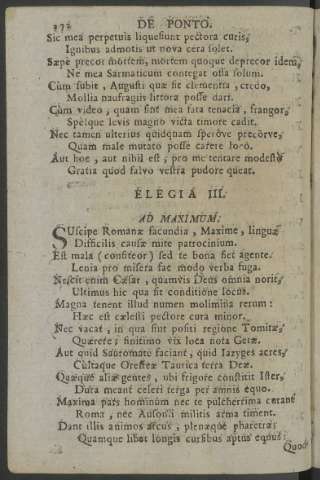 372 DE PONTO.
Sic mea perpetuis liquefiunt pectora curis,
Ignibus admotis ut nova cera solet.
Sæpe precor mortem, mortem quoque deprecor idem,
Ne mea Sarmaticum contegat ossa solum.
Cùm subit, Augusti quæ sit clementia, credo,
Mollia naufragiis littora posse dari.
Cùm video, quam sint mea fata tenacia, frangor,
Spesque levis magno victa timore cadit.
Nec tamen ulterius quidquam sperove precorve,
Quam male mutato posse carere loco.
Aut hoc, aut nihil est, pro me tentare modestè
Gratia quod salvo vestra pudore queat.
ELEGIA III.
AD MAXIMUM.
SUscipe Romanæ facundia, Maxime, linguæ
Difficilis causæ mite patrocinium.
Est mala (confiteor) sed te bona fiet agente.
Lenia pro misera fac modo verba fuga.
Nescit enim Cæsar, quamvis Deus omnia norit,
Ultimus hic qua sit conditione locus.
Magna tenent illud numen molimina rerum:
Hæc est cælesti pectore cura minor.
Nec vacat, in qua sint positi regione Tomitæ,
Quærere; finitimo vix loca nota Getæ.
Aut quid Sauromatæ faciant, quid Iazyges acres,
Cultaque Oresteæ Taurica terra Deæ.
Quæque aliæ gentes, ubi frigore constitit Ister,
Dura meant celeri terga per amnis equo.
Maxima pars hominum nec te pulcherrima curant
Roma, nec Ausonii militis arma timent.
Dant illis animos arcus, plenæque pharetræ
Quamque libet longis cursibus aptus equus.
Quod-